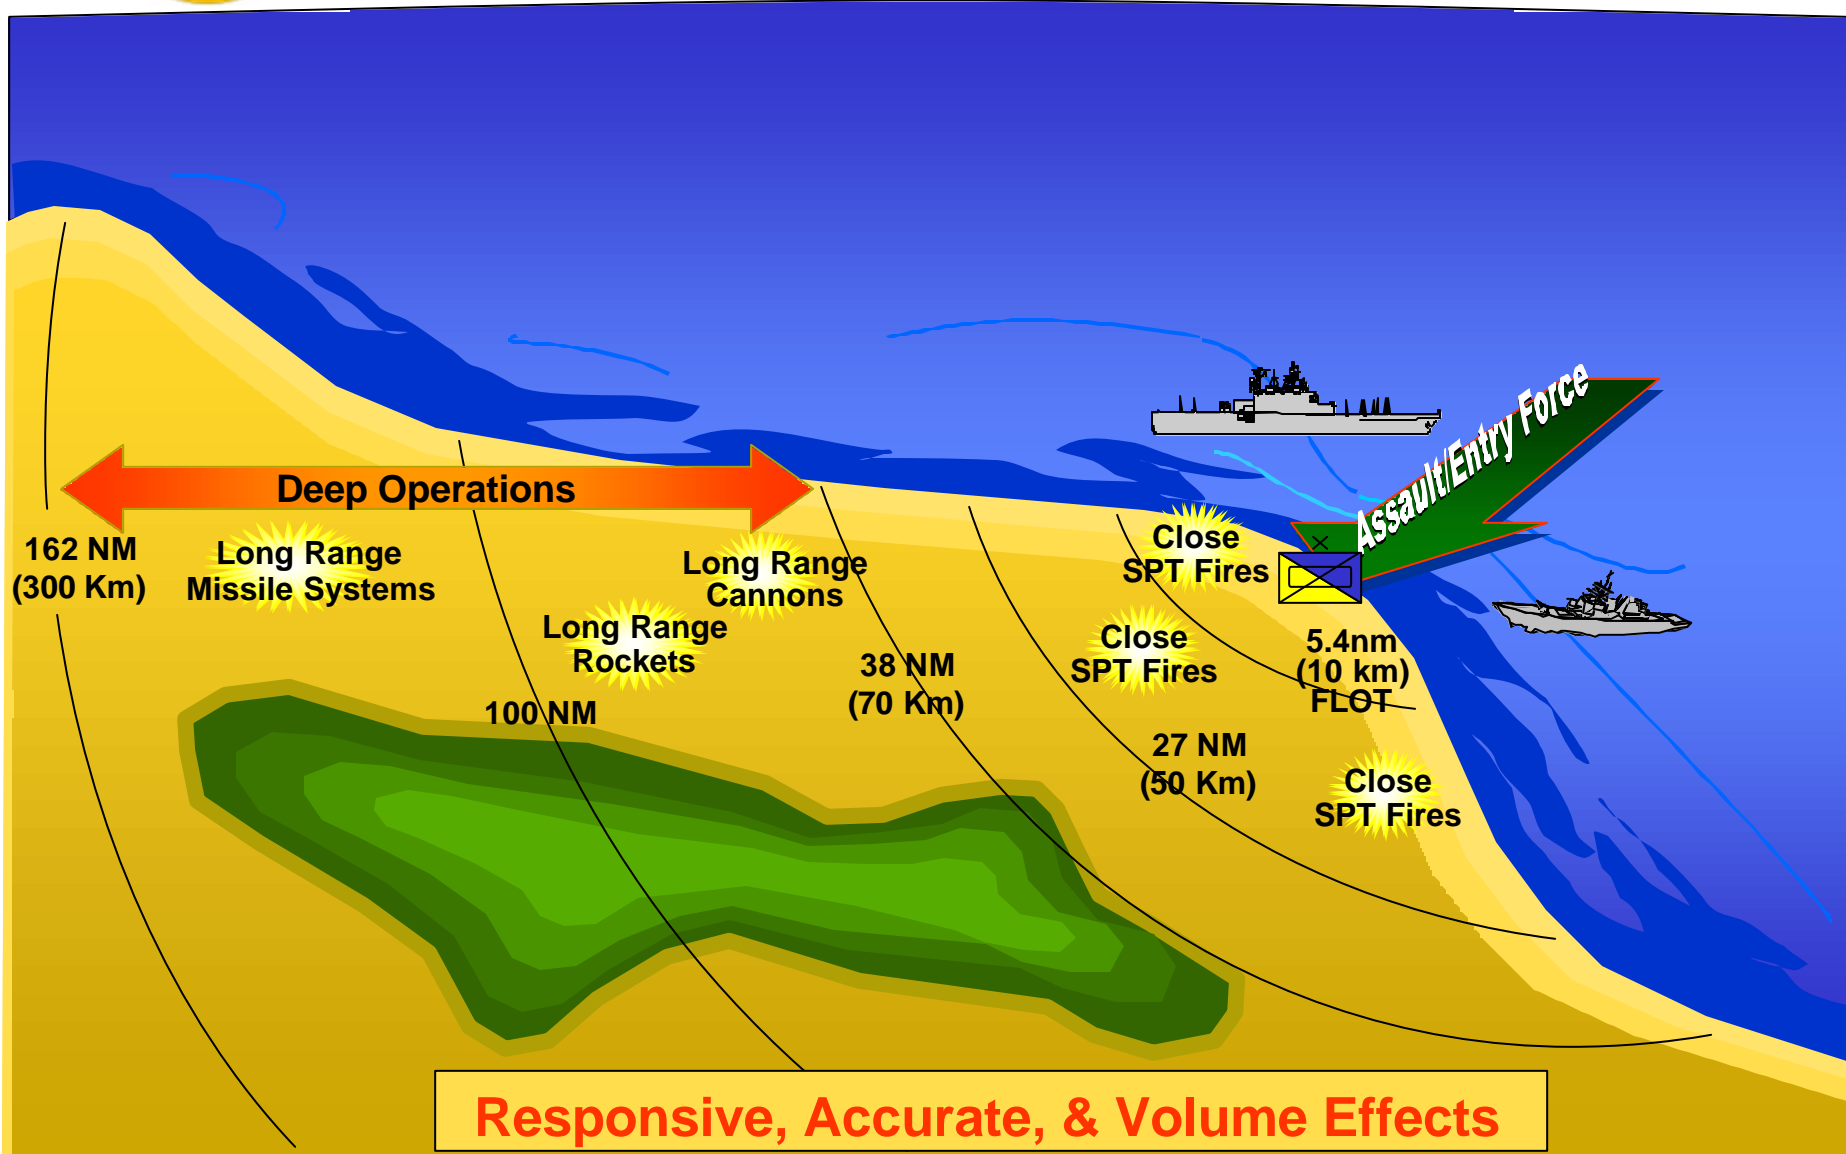 Assault/Entry Force
Deep Operations
162 NM
(300 Km)
Long Range
Missile Systems
Long Range
Rockets
Long Range
Cannons
Close
SPT Fires
Close
SPT Fires
5.4nm
(10 km)
FLOT
38 NM
(70 Km)
100 NM
27 NM
(50 Km)
Close
SPT Fires
Responsive, Accurate, & Volume Effects